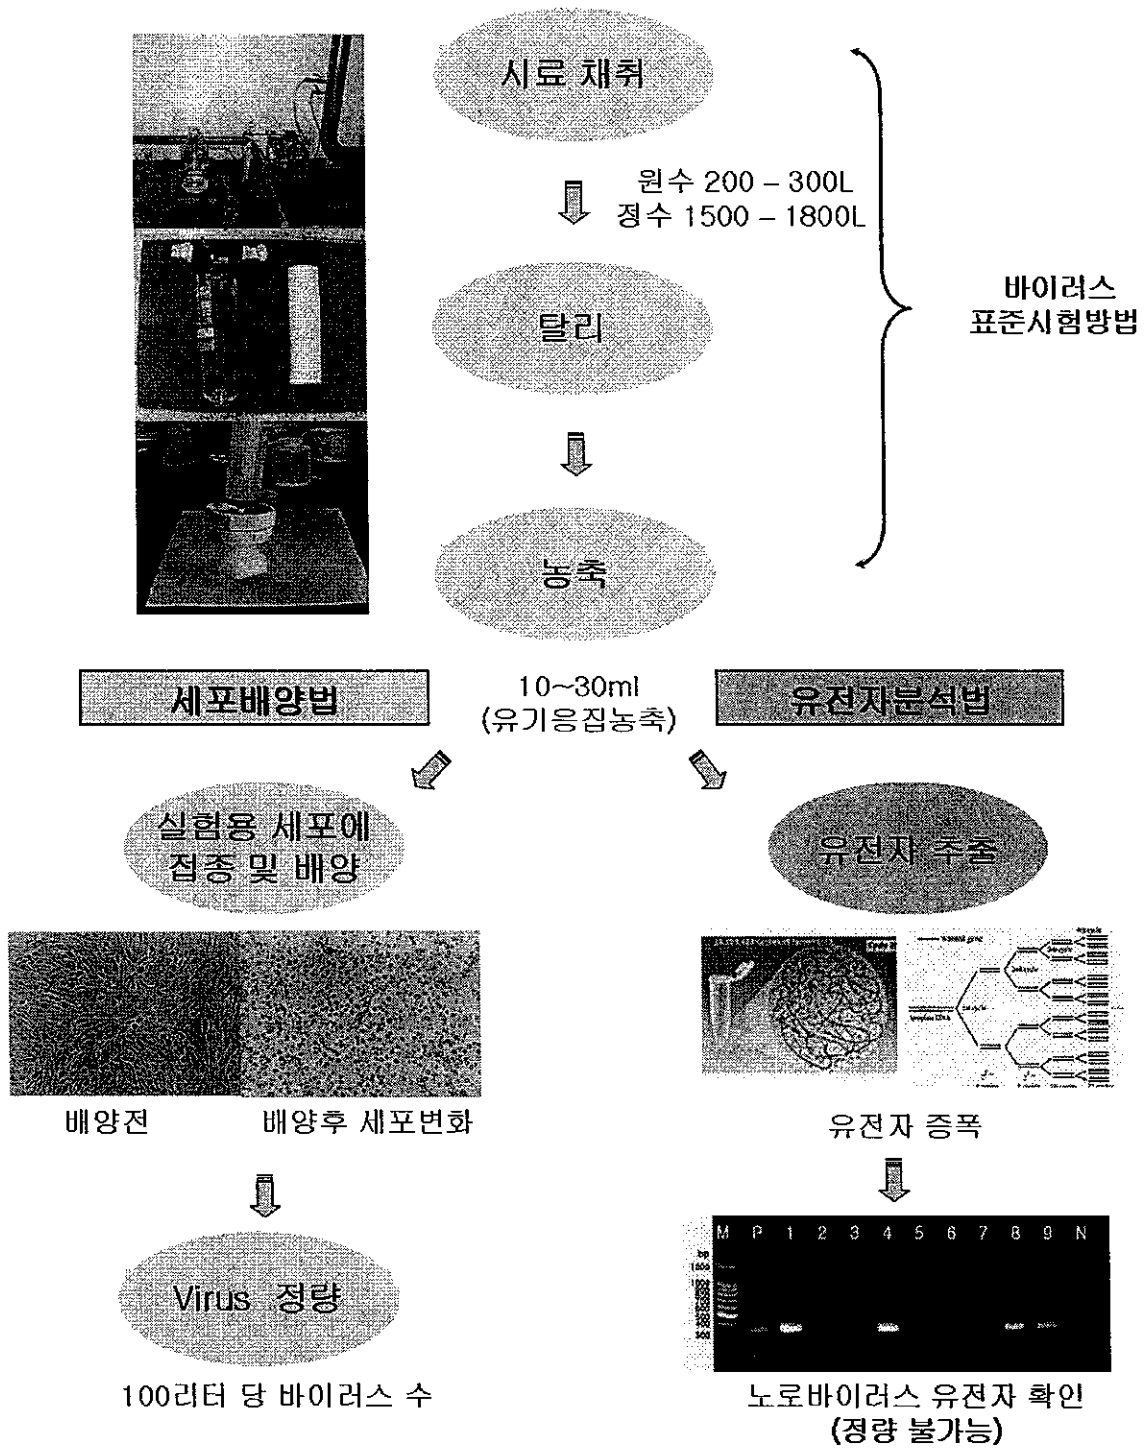 시료 채취
원수 200 – 300L
정수 1500 – 1800L
탈리
바이러스
표준시험방법
농축
세포배양법
10~30ml
(유기응집농축)
유전자분석법
실험용 세포에
접종 및 배양
유전자 추출
배양전
배양후 세포변화
유전자 증폭
M P 1 2 3 4 5 6 7 8 9 N
bp
Virus 정량
100리터 당 바이러스 수
노로바이러스 유전자 확인
(정량 불가능)